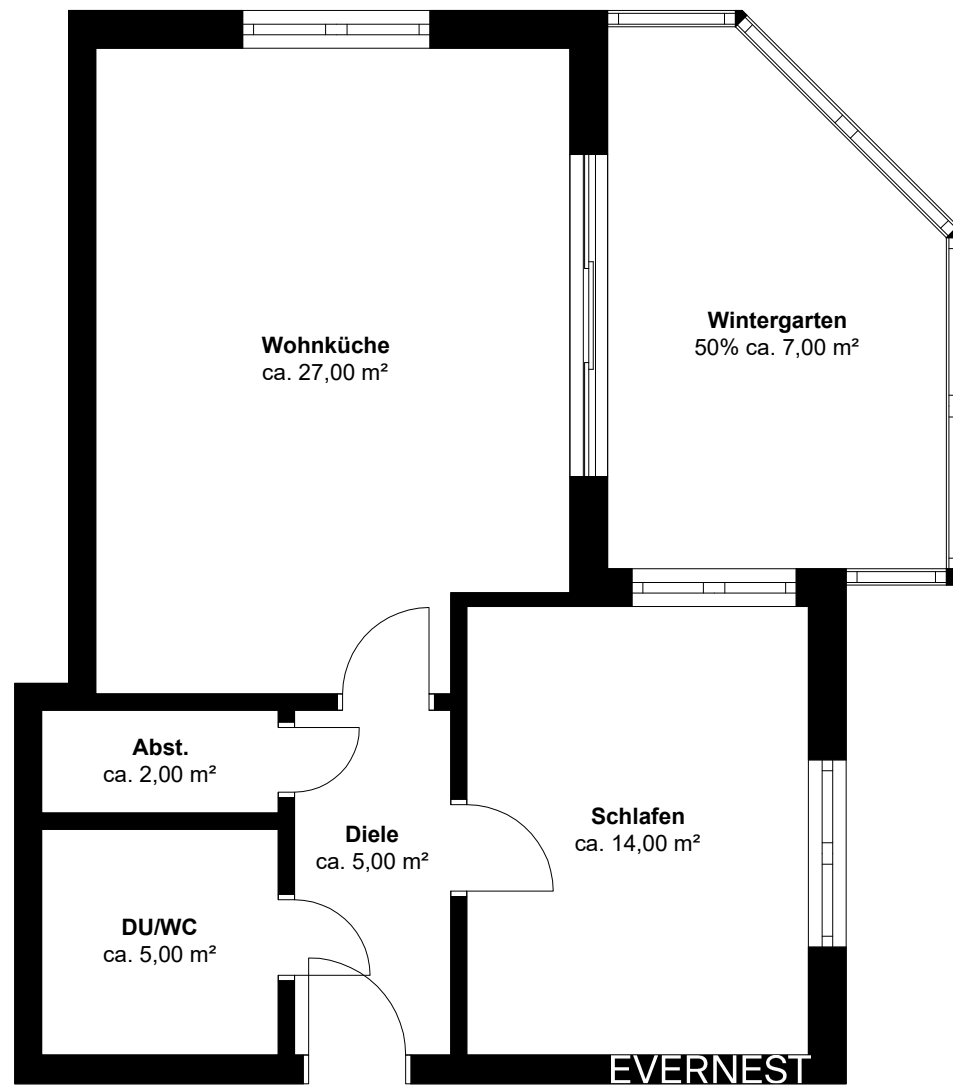 Wohnküche
ca. 27,00 m²
Wintergarten
50% ca. 7,00 m²
Abst.
ca. 2,00 m²
Diele
ca. 5,00 m²
Schlafen
ca. 14,00 m²
DU/WC
ca. 5,00 m²
EVERNEST